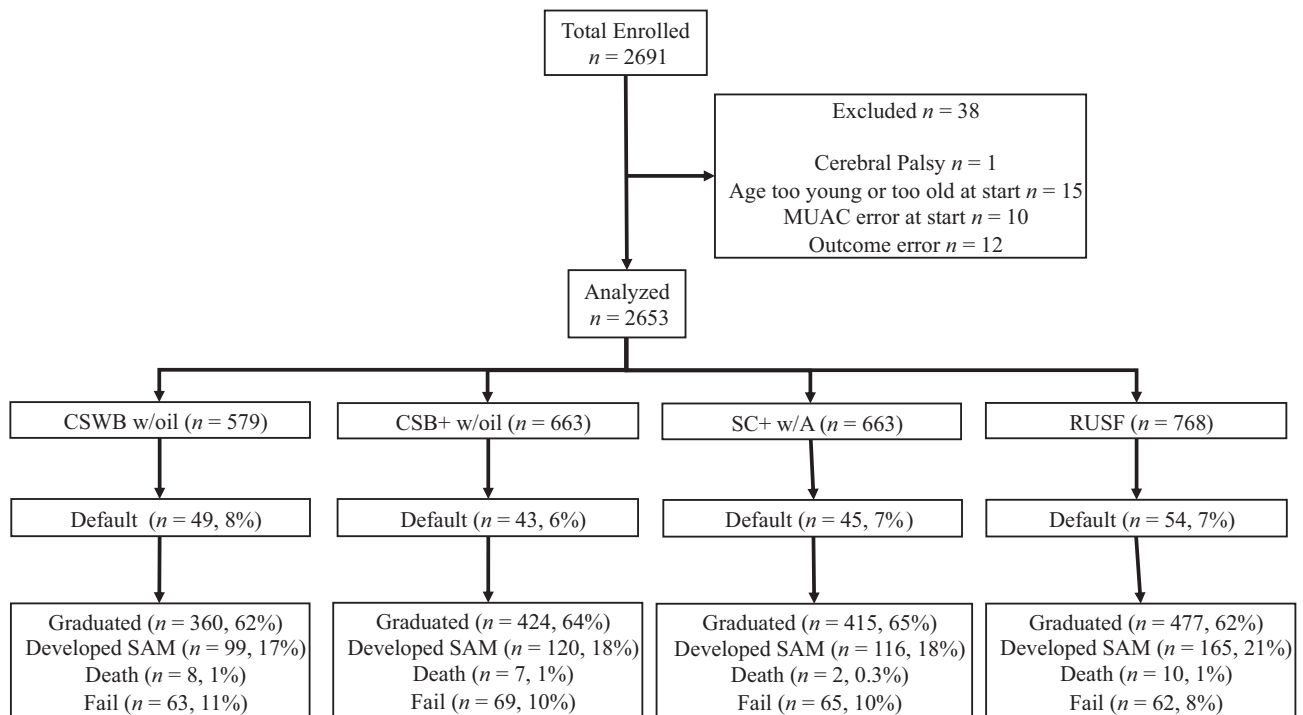 Total Enrolled
n = 2691
Excluded n = 38
Cerebral Palsy n = 1
Age too young or too old at start n = 15
MUAC error at start n = 10
Outcome error n = 12
Analyzed
n = 2653
CSWB w/oil (n = 579)
CSB+ w/oil (n = 663)
SC+ w/A (n = 663)
RUSF (n = 768)
Default (n = 49, 8%)
Default (n = 43, 6%)
Default (n = 45, 7%)
Default (n = 54, 7%)
Graduated (n = 360, 62%)
Developed SAM (n = 99, 17%)
Death (n = 8, 1%)
Fail (n = 63, 11%)
Graduated (n = 424, 64%)
Developed SAM (n = 120, 18%)
Death (n = 7, 1%)
Fail (n = 69, 10%)
Graduated (n = 415, 65%)
Developed SAM (n = 116, 18%)
Death (n = 2, 0.3%)
Fail (n = 65, 10%)
Graduated (n = 477, 62%)
Developed SAM (n = 165, 21%)
Death (n = 10, 1%)
Fail (n = 62, 8%)